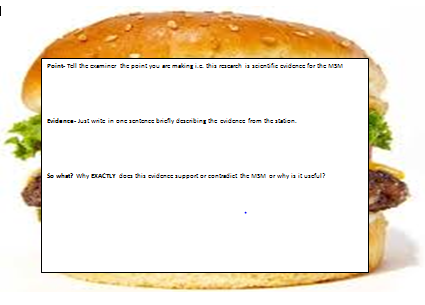 Point- Tell the examiner the point you are making i.e. this research is scientific evidence for the MSM
Evidence- Just write in one sentence briefly describing the evidence from the station.
So what? Why EXACTLY does this evidence support or contradict the MSM or why is it useful?